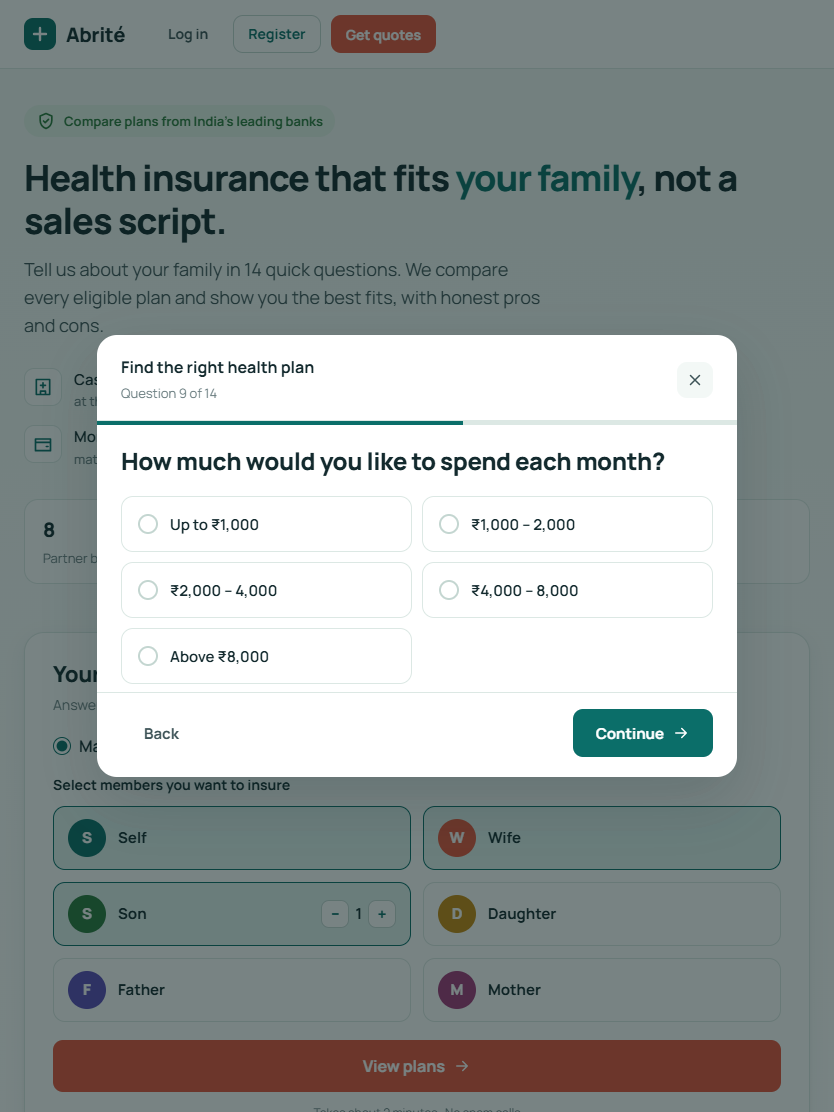 Abrité
Log in
Register
Get quotes
Compare plans from India's leading banks
Health insurance that fits your family, not a
sales script.
Tell us about your family in 14 quick questions. We compare
every eligible plan and show you the best fits, with honest pros
and cons.
Find the right health plan
Question 9 of 14
How much would you like to spend each month?
Up to ₹1,000
₹1,000 – 2,000
₹2,000 – 4,000
₹4,000 – 8,000
Above ₹8,000
Back
Continue
8
Partner
Your
Select members you want to insure
S Self
W Wife
S Son
− 1 +
D Daughter
F Father
M Mother
View plans